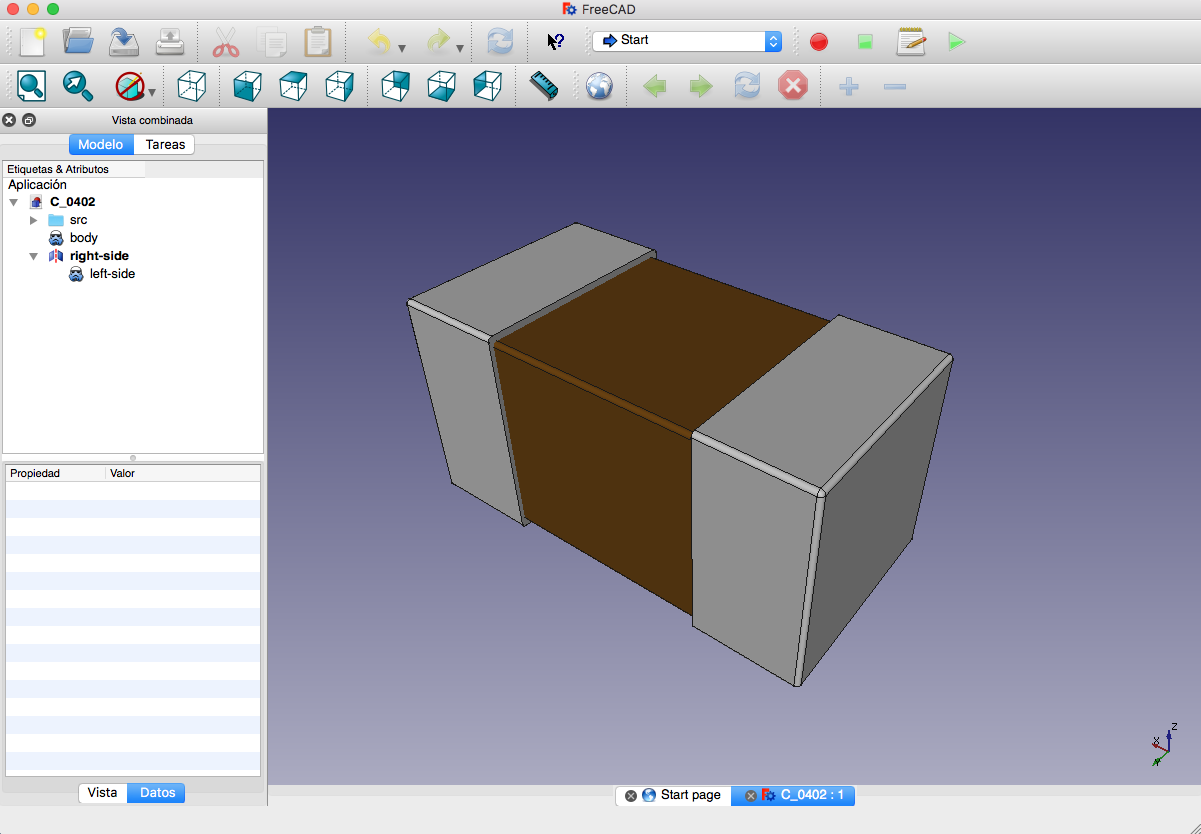 FreeCAD
Start
Vista combinada
Modelo Tareas
Etiquetas & Atributos
Aplicación
C_0402
src
body
right-side
left-side
Propiedad Valor
Vista Datos
Z
X
Y
Start page C_0402 : 1